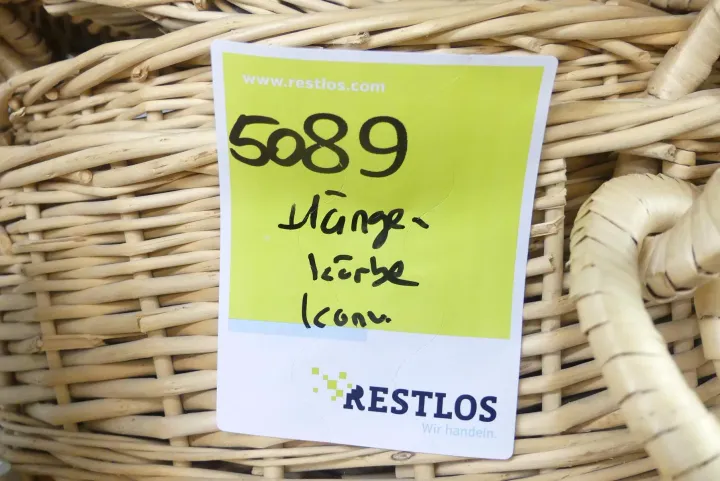 www.restlos.com
5089
Hänge-
körbe
konv.
RESTLOS
Wir handeln.